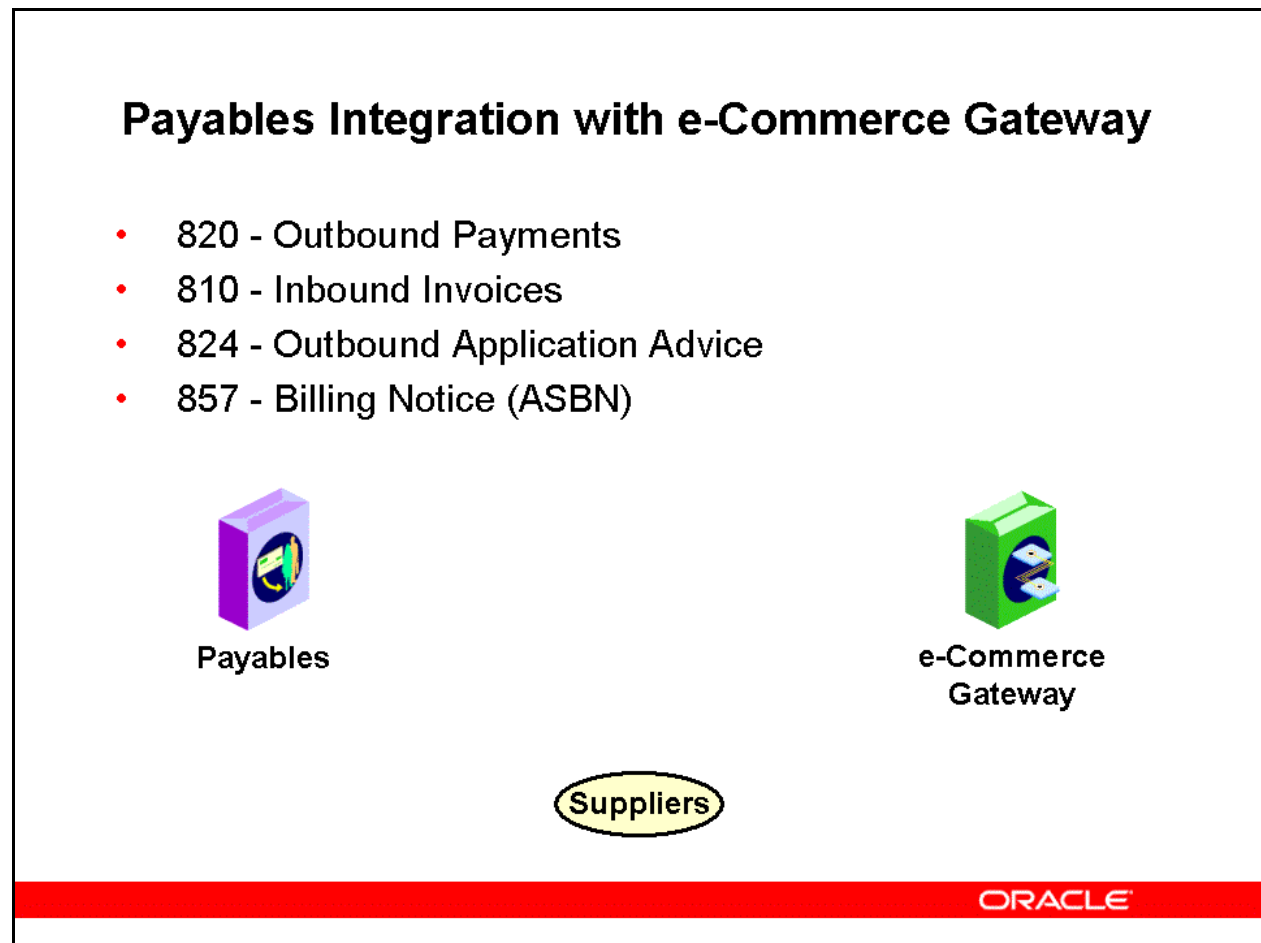 Payables Integration with e-Commerce Gateway
• 820 - Outbound Payments
• 810 - Inbound Invoices
• 824 - Outbound Application Advice
• 857 - Billing Notice (ASBN)
Payables
e-Commerce
Gateway
Suppliers
ORACLE